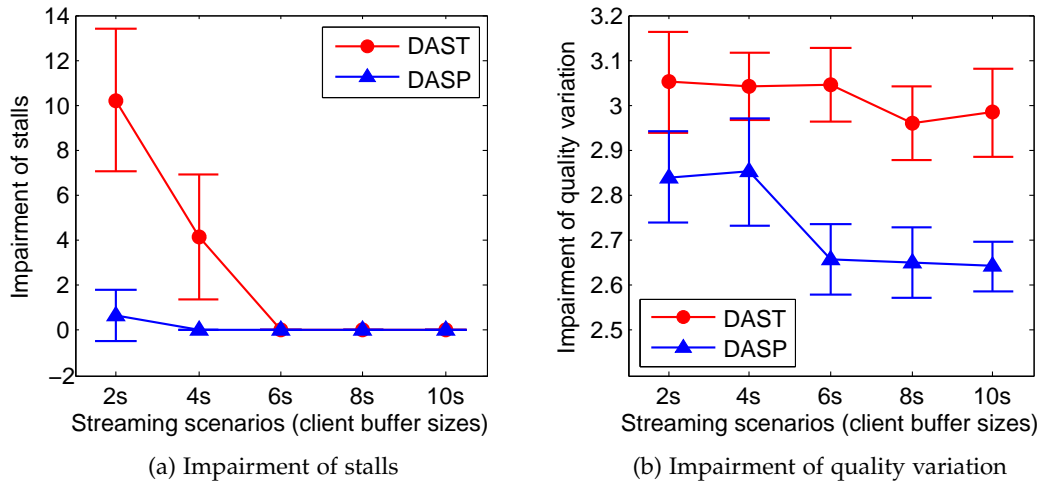 14
12
10
8
6
4
2
0
−2
Impairment of stalls
DAST
DASP
2s 4s 6s 8s 10s
Streaming scenarios (client buffer sizes)
(a) Impairment of stalls
3.2
3.1
3
2.9
2.8
2.7
2.6
2.5
Impairment of quality variation
DAST
DASP
2s 4s 6s 8s 10s
Streaming scenarios (client buffer sizes)
(b) Impairment of quality variation